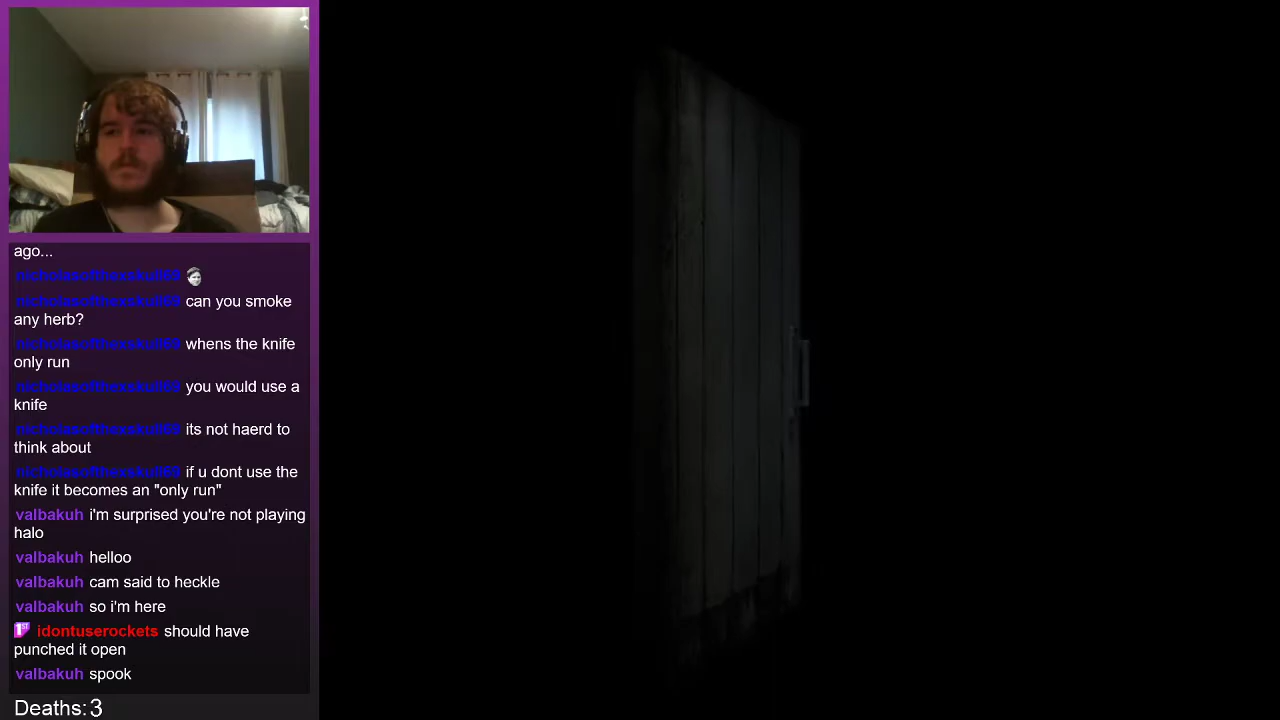 ago...
nicholasofthexskull69
nicholasofthexskull69 can you smoke
any herb?
nicholasofthexskull69 whens the knife
only run
nicholasofthexskull69 you would use a
knife
nicholasofthexskull69 its not haerd to
think about
nicholasofthexskull69 if u dont use the
knife it becomes an "only run"
valbakuh i'm surprised you're not playing
halo
valbakuh helloo
valbakuh cam said to heckle
valbakuh so i'm here
1ST idontuserockets should have
punched it open
valbakuh spook
Deaths:3